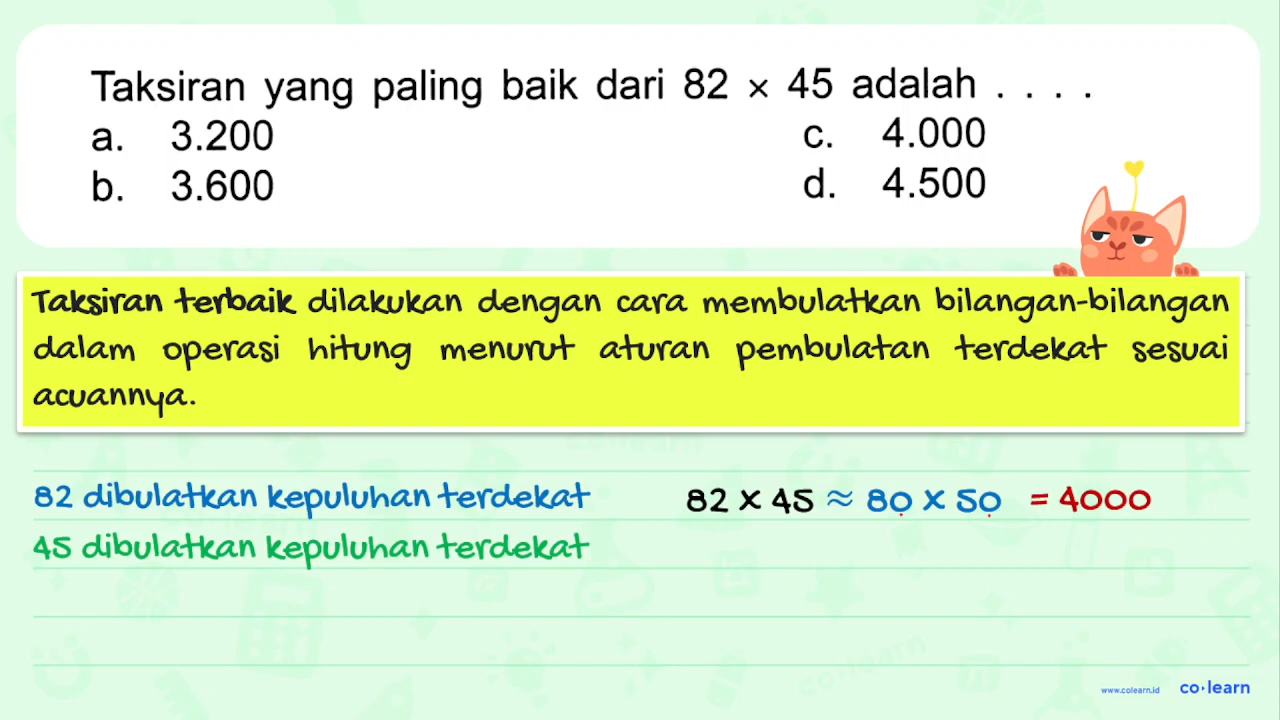 Taksiran yang paling baik dari 82 × 45 adalah . . . .
a. 3.200 c. 4.000
b. 3.600 d. 4.500
Taksiran terbaik dilakukan dengan cara membulatkan bilangan-bilangan
dalam operasi hitung menurut aturan pembulatan terdekat sesuai
acuannya.
82 dibulatkan kepuluhan terdekat 82 x 45 ≈ 80 x 50 = 4000
45 dibulatkan kepuluhan terdekat
www.colearn.id co·learn